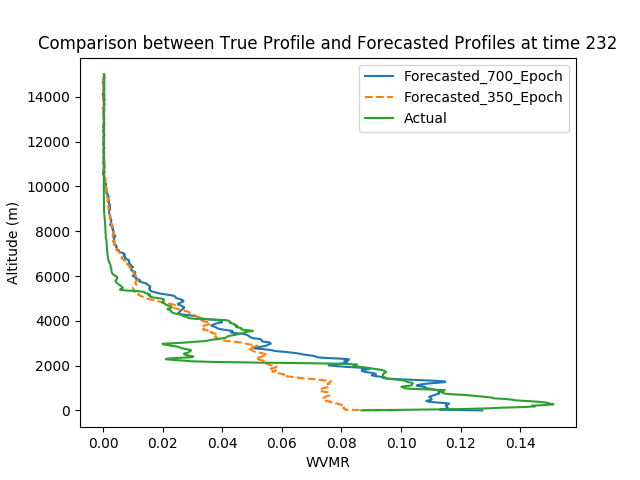 Comparison between True Profile and Forecasted Profiles at time 232
Forecasted_700_Epoch
Forecasted_350_Epoch
Actual
Altitude (m)
14000
12000
10000
8000
6000
4000
2000
0
0.00 0.02 0.04 0.06 0.08 0.10 0.12 0.14
WVMR